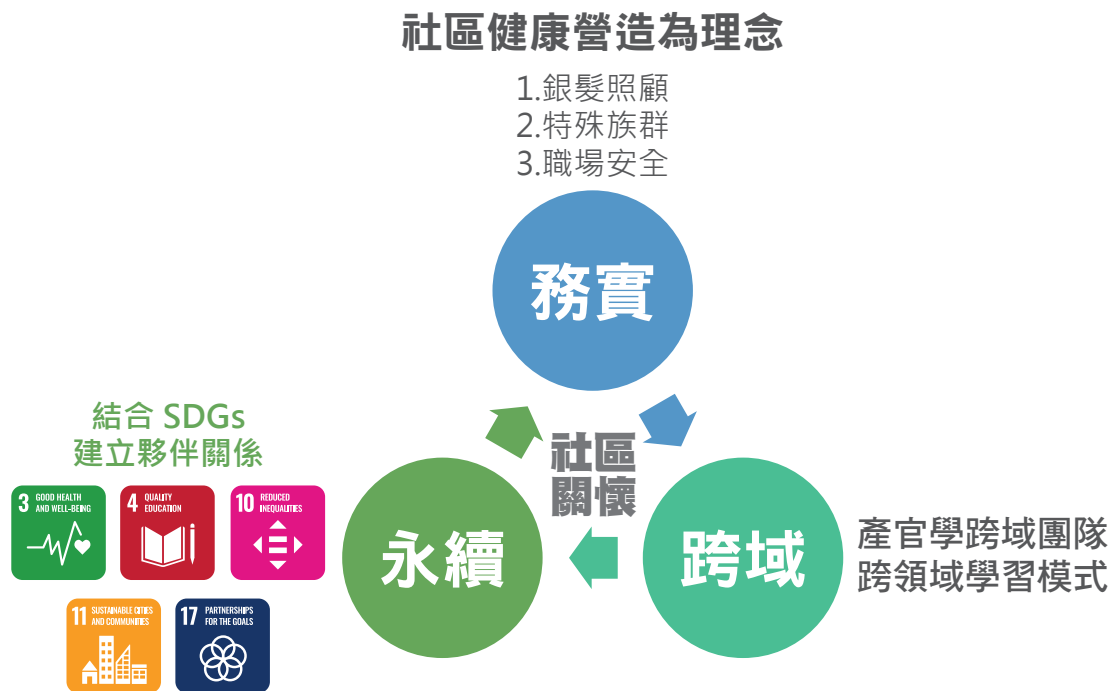 社區健康營造為理念
1.銀髮照顧
2.特殊族群
3.職場安全
務實
結合 SDGs
建立夥伴關係
3 GOOD HEALTH
AND WELL-BEING
4 QUALITY
EDUCATION
10 REDUCED
INEQUALITIES
11 SUSTAINABLE CITIES
AND COMMUNITIES
17 PARTNERSHIPS
FOR THE GOALS
永續
社區
關懷
跨域
產官學跨域團隊
跨領域學習模式